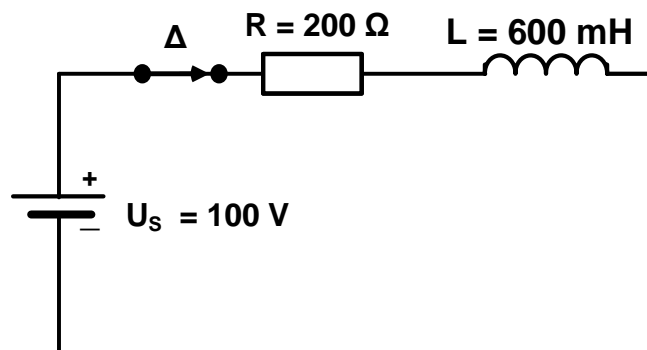 Δ
R = 200 Ω
L = 600 mH
+
U_S = 100 V
_